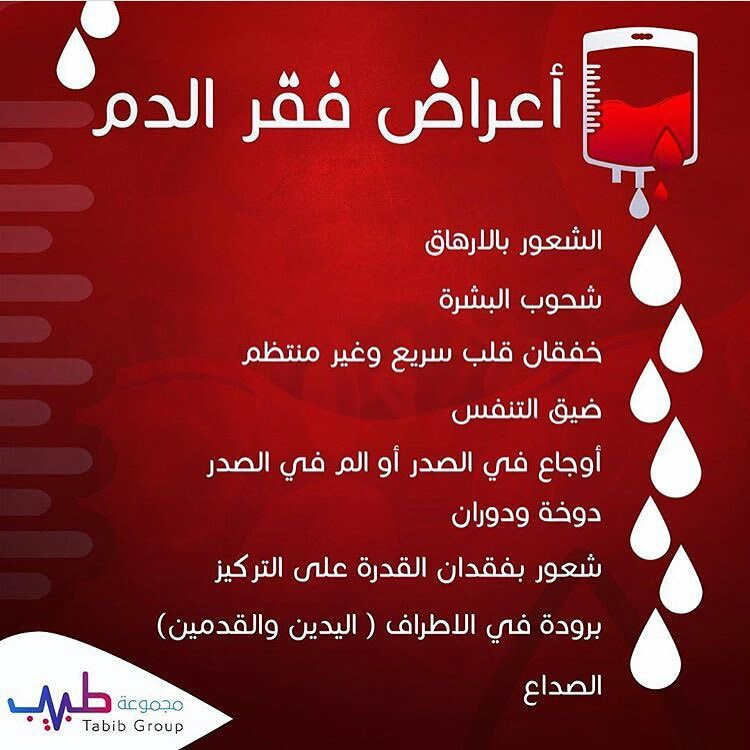 أعراض فقر الدم
الشعور بالارهاق
شحوب البشرة
خفقان قلب سريع وغير منتظم
ضيق التنفس
أوجاع في الصدر أو الم في الصدر
دوخة ودوران
شعور بفقدان القدرة على التركيز
برودة في الاطراف ( اليدين والقدمين)
الصداع
مجموعة طبيب
Tabib Group